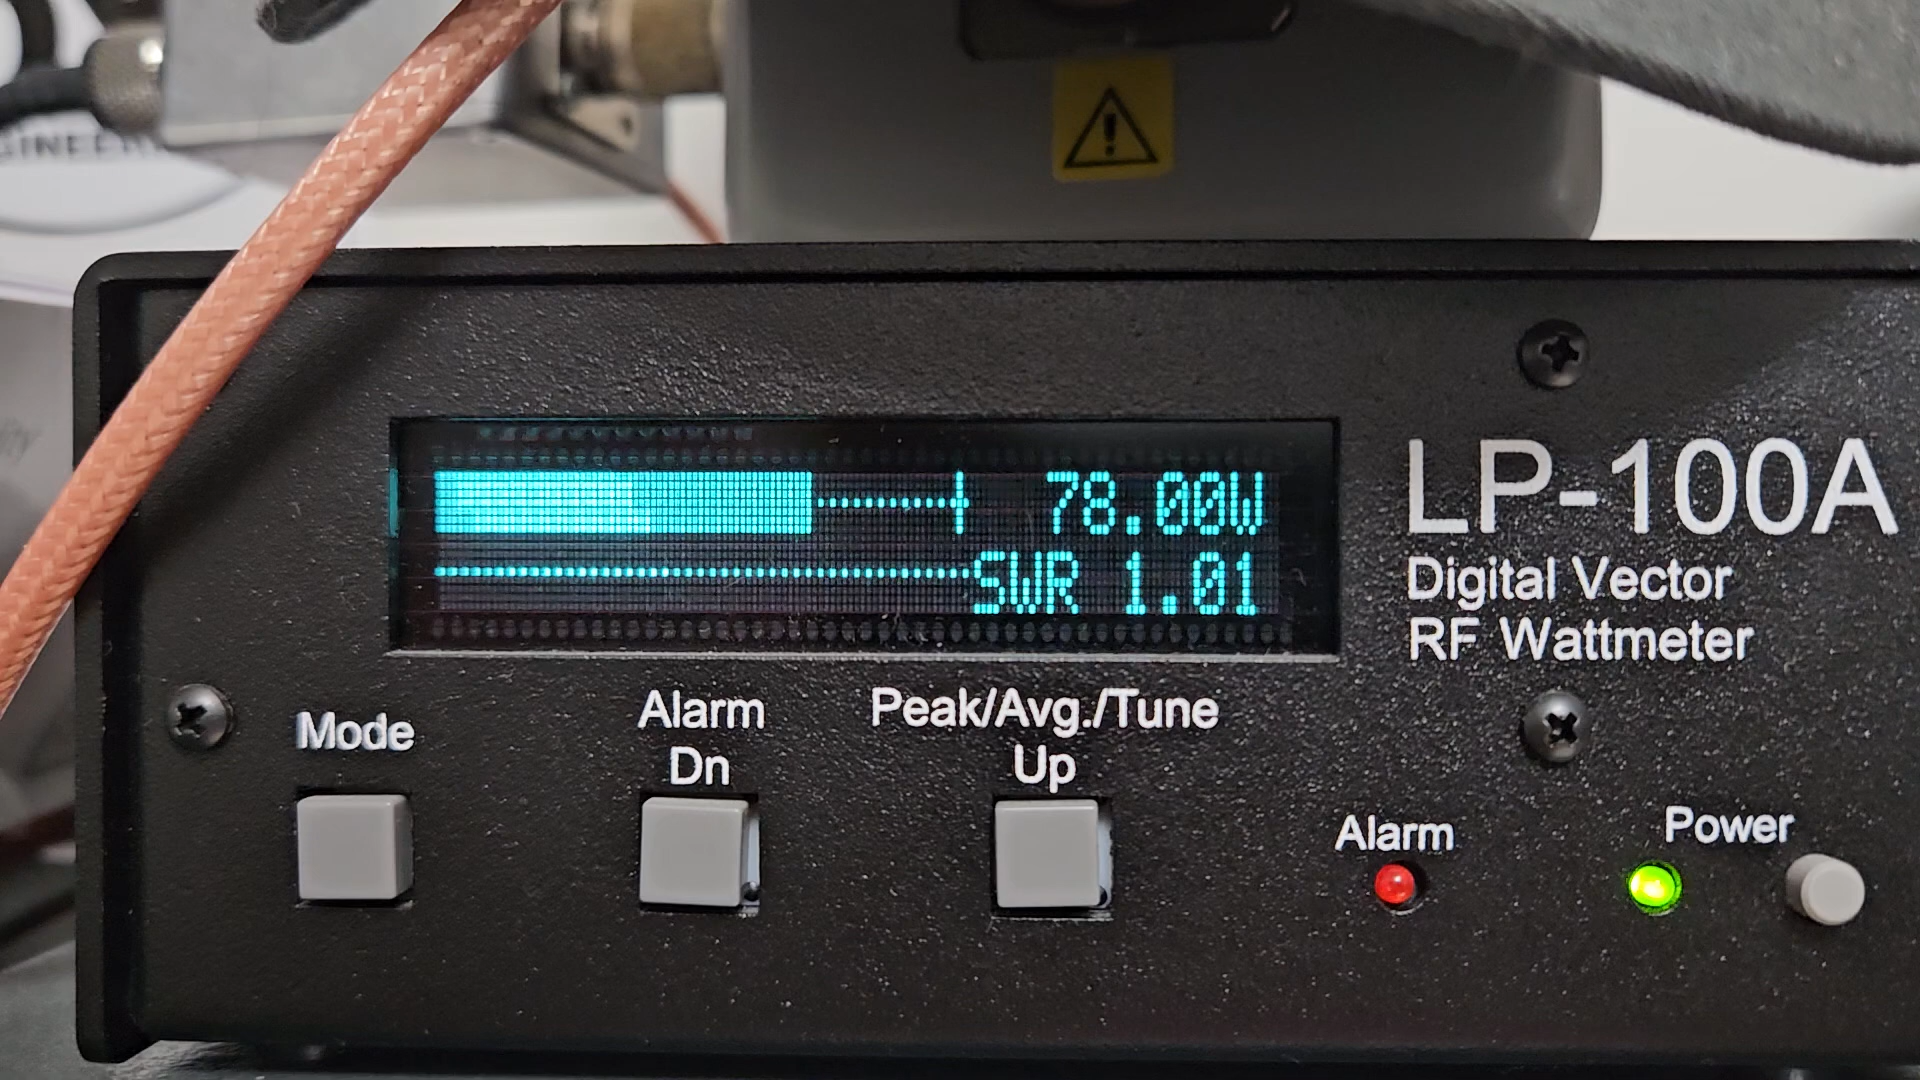 78.00W
SWR 1.01
LP-100A
Digital Vector
RF Wattmeter
Mode
Alarm
Dn
Peak/Avg./Tune
Up
Alarm
Power